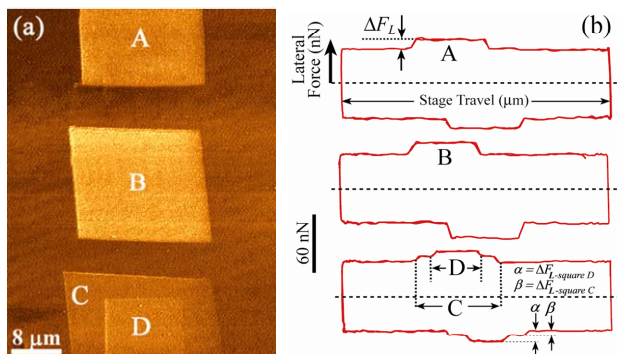 (a)
A
B
C
D
8 μm
(b)
ΔF_L
Lateral
Force (nN)
A
Stage Travel (μm)
B
60 nN
D
C
α = ΔF_L-square D
β = ΔF_L-square C
α β